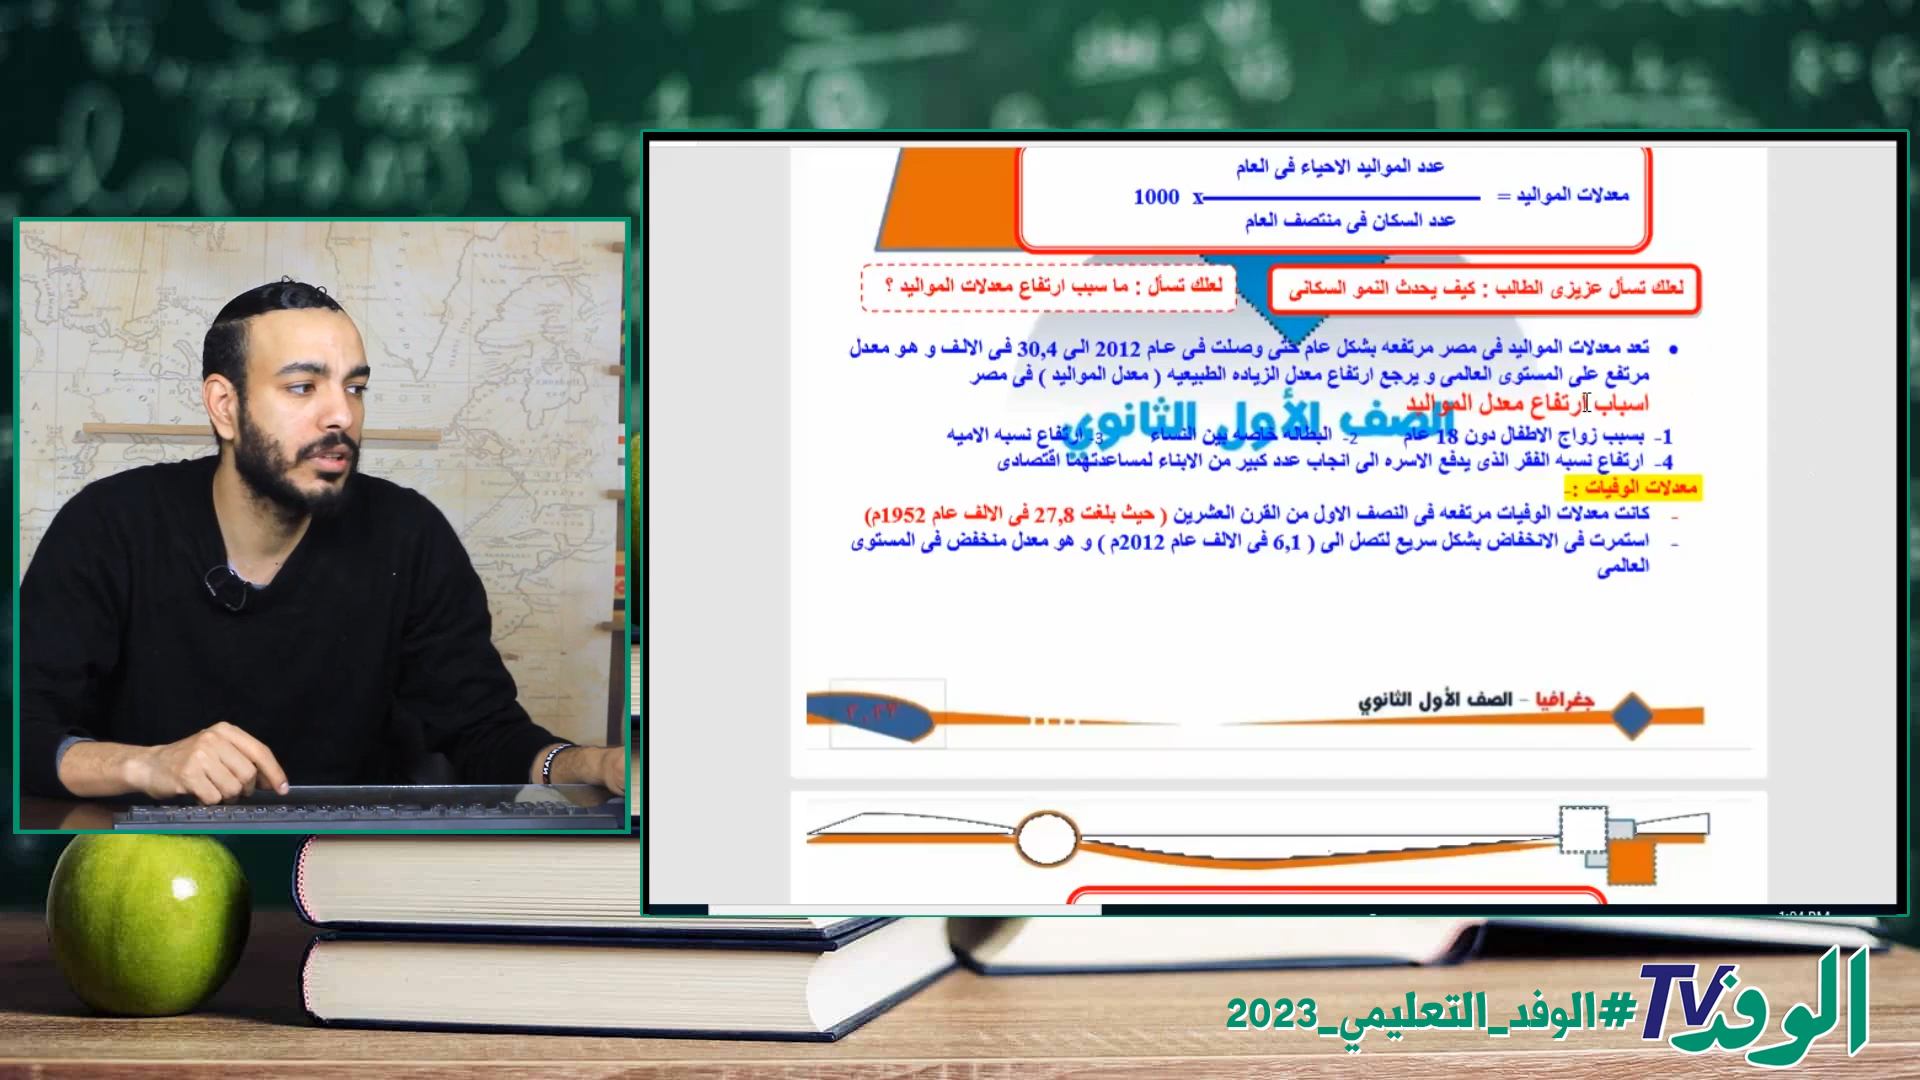 عدد المواليد الاحياء فى العام
معدلات المواليد = x 1000
عدد السكان فى منتصف العام
لعلك تسأل عزيزى الطالب : كيف يحدث النمو السكانى
لعلك تسأل : ما سبب ارتفاع معدلات المواليد ؟
• تعد معدلات المواليد فى مصر مرتفعه بشكل عام حتى وصلت فى عام 2012 الى 30,4 فى الالف و هو معدل
مرتفع على المستوى العالمى و يرجع ارتفاع معدل الزياده الطبيعيه ( معدل المواليد ) فى مصر
اسباب ارتفاع معدل المواليد
الصف الأول الثانوي
1- بسبب زواج الاطفال دون 18 عام 2- البطاله خاصه بين النساء 3- ارتفاع نسبه الاميه
4- ارتفاع نسبه الفقر الذى يدفع الاسره الى انجاب عدد كبير من الابناء لمساعدتهما اقتصادى
معدلات الوفيات :-
- كانت معدلات الوفيات مرتفعه فى النصف الاول من القرن العشرين ( حيث بلغت 27,8 فى الالف عام 1952م)
- استمرت فى الانخفاض بشكل سريع لتصل الى ( 6,1 فى الالف عام 2012م ) و هو معدل منخفض فى المستوى
العالمى
جغرافيا - الصف الأول الثانوي
#الوفد_التعليمي_2023
الوفد TV